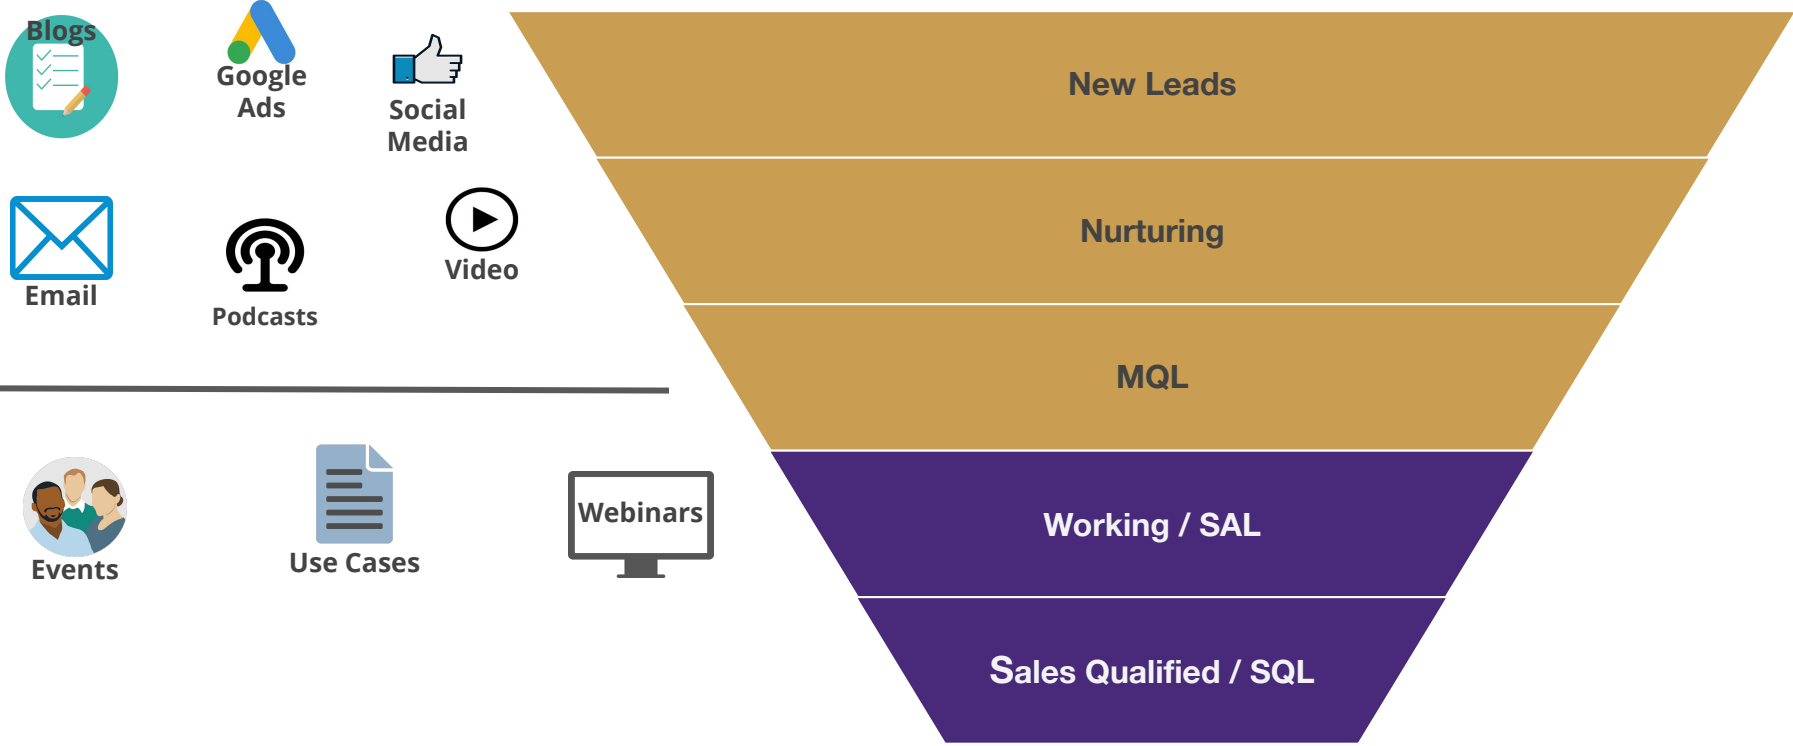 Blogs
Google
Ads
Social
Media
Email
Podcasts
Video
Events
Use Cases
Webinars
New Leads
Nurturing
MQL
Working / SAL
Sales Qualified / SQL